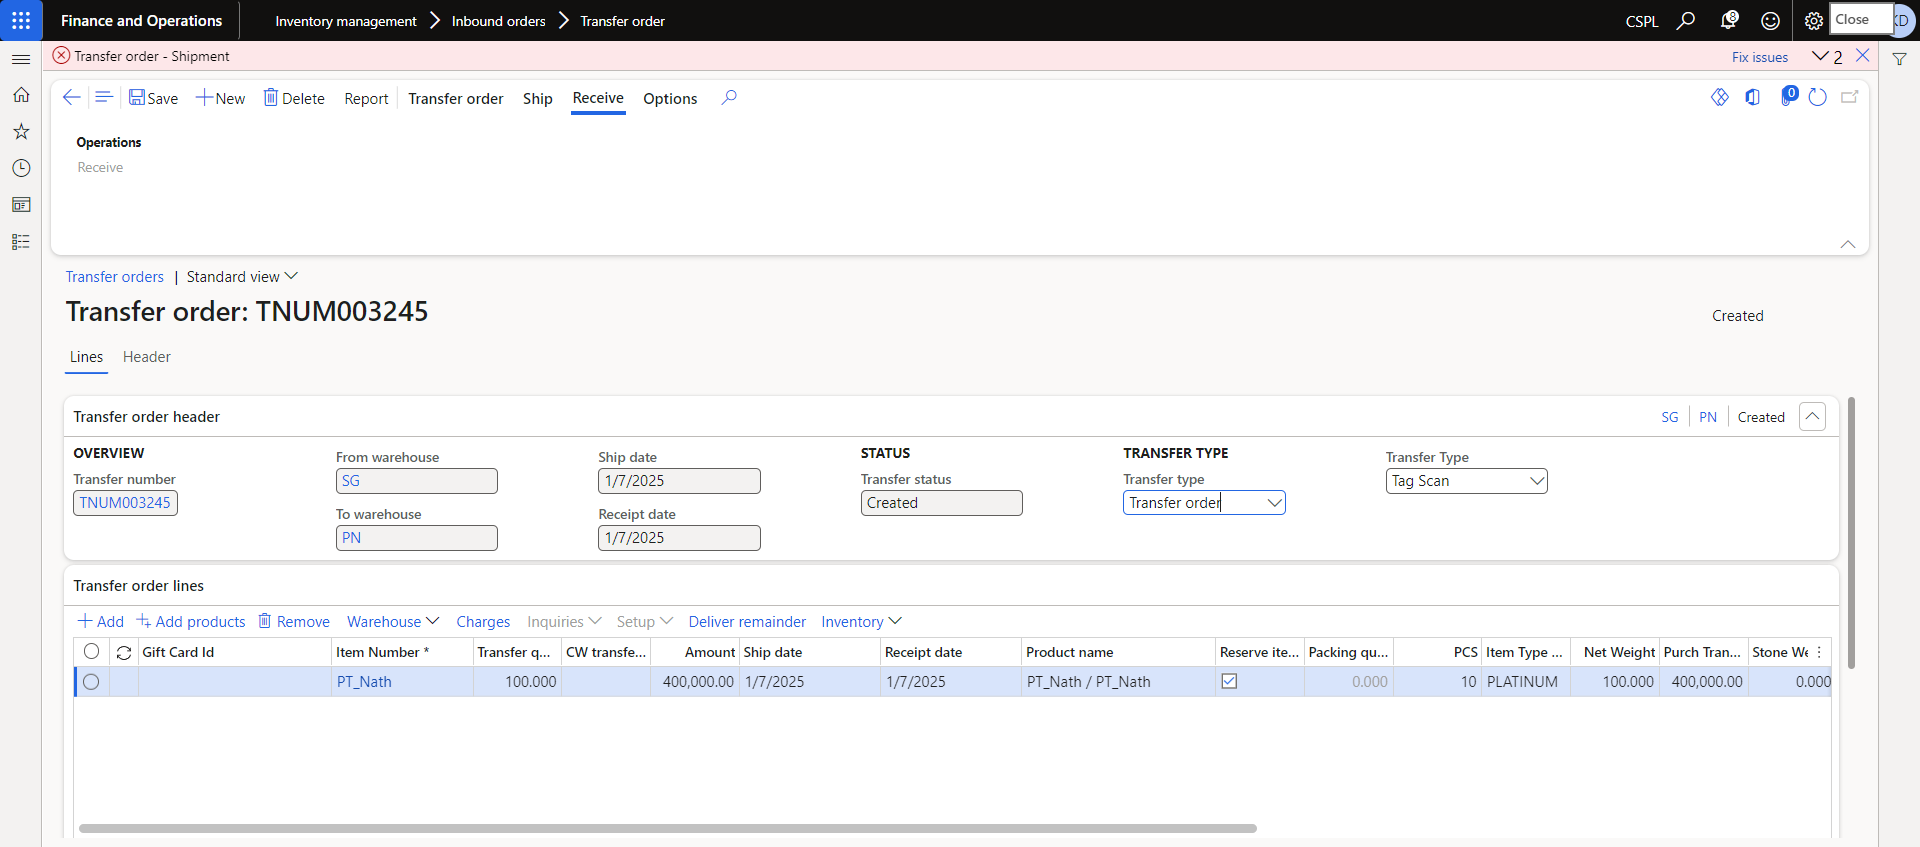 Finance and Operations
Inventory management
Inbound orders
Transfer order
CSPL
8
Close
D
Transfer order - Shipment
Fix issues
2
Save
New
Delete
Report
Transfer order
Ship
Receive
Options
0
Operations
Receive
Transfer orders | Standard view
Transfer order: TNUM003245
Created
Lines
Header
Transfer order header
SG
PN
Created
OVERVIEW
Transfer number
TNUM003245
From warehouse
SG
To warehouse
PN
Ship date
1/7/2025
Receipt date
1/7/2025
STATUS
Transfer status
Created
TRANSFER TYPE
Transfer type
Transfer order
Transfer Type
Tag Scan
Transfer order lines
Add
Add products
Remove
Warehouse
Charges
Inquiries
Setup
Deliver remainder
Inventory
Gift Card Id Item Number * Transfer q... CW transfe... Amount Ship date Receipt date Product name Reserve ite... Packing qu... PCS Item Type ... Net Weight Purch Tran... Stone We
PT_Nath 100.000 400,000.00 1/7/2025 1/7/2025 PT_Nath / PT_Nath 0.000 10 PLATINUM 100.000 400,000.00 0.000